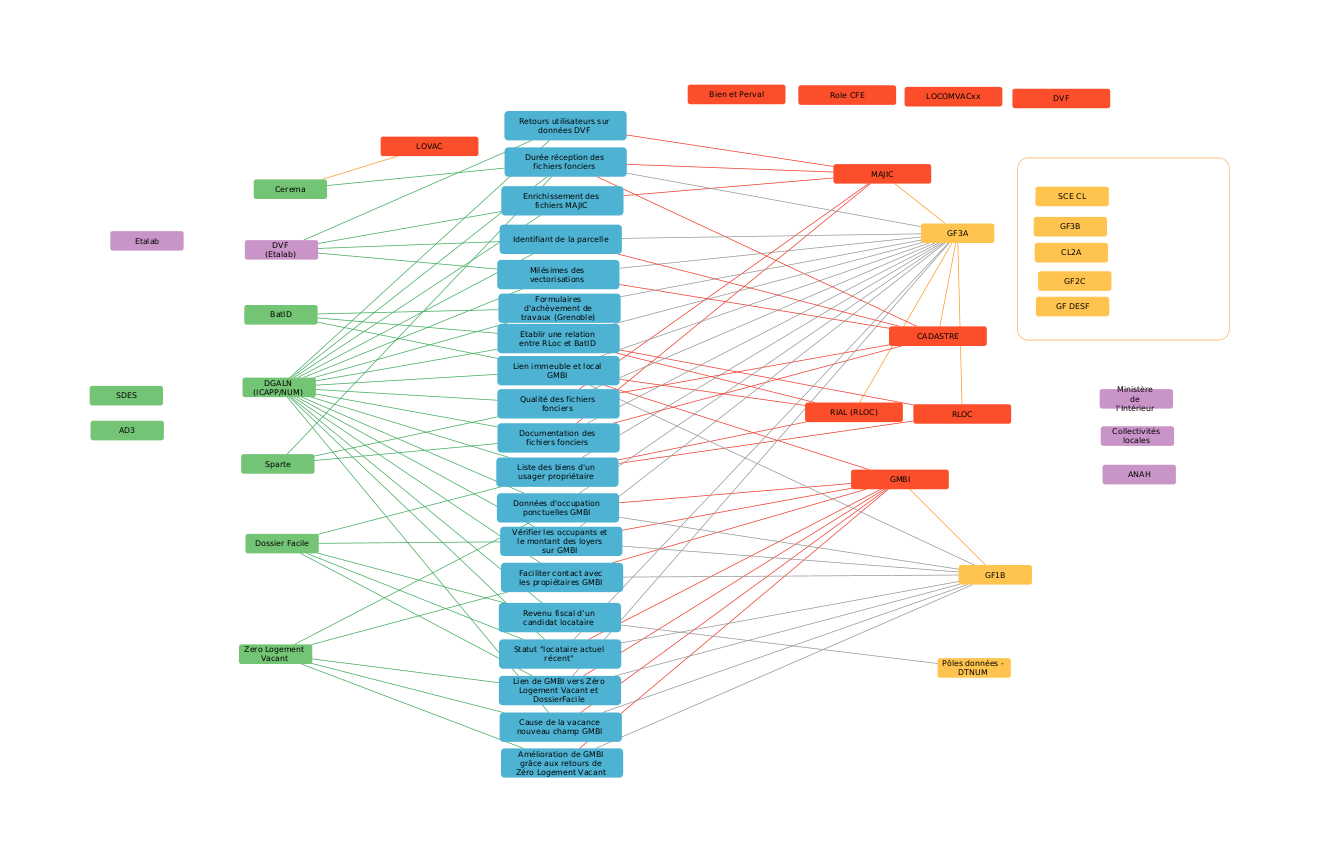 Bien et Perval
Role CFE
LOCOMVACxx
DVF
Retours utilisateurs sur
données DVF
LOVAC
Durée réception des
fichiers fonciers
MAJIC
Cerema
Enrichissement des
fichiers MAJIC
SCE CL
GF3B
CL2A
GF2C
GF DESF
GF3A
Etalab
DVF
(Etalab)
Identifiant de la parcelle
Milésimes des
vectorisations
BatID
Formulaires
d'achèvement de
travaux (Grenoble)
Etablir une relation
entre RLoc et BatID
CADASTRE
Lien immeuble et local
GMBI
DGALN
(ICAPP/NUM)
SDES
AD3
Qualité des fichiers
fonciers
RIAL (RLOC)
RLOC
Ministère
de
l'Intérieur
Collectivités
locales
ANAH
Documentation des
fichiers fonciers
Sparte
Liste des biens d'un
usager propriétaire
GMBI
Données d'occupation
ponctuelles GMBI
Dossier Facile
Vérifier les occupants et
le montant des loyers
sur GMBI
Faciliter contact avec
les propiétaires GMBI
GF1B
Revenu fiscal d’un
candidat locataire
Zero Logement
Vacant
Statut "locataire actuel
récent"
Pôles données -
DTNUM
Lien de GMBI vers Zéro
Logement Vacant et
DossierFacile
Cause de la vacance
nouveau champ GMBI
Amélioration de GMBI
grâce aux retours de
Zéro Logement Vacant